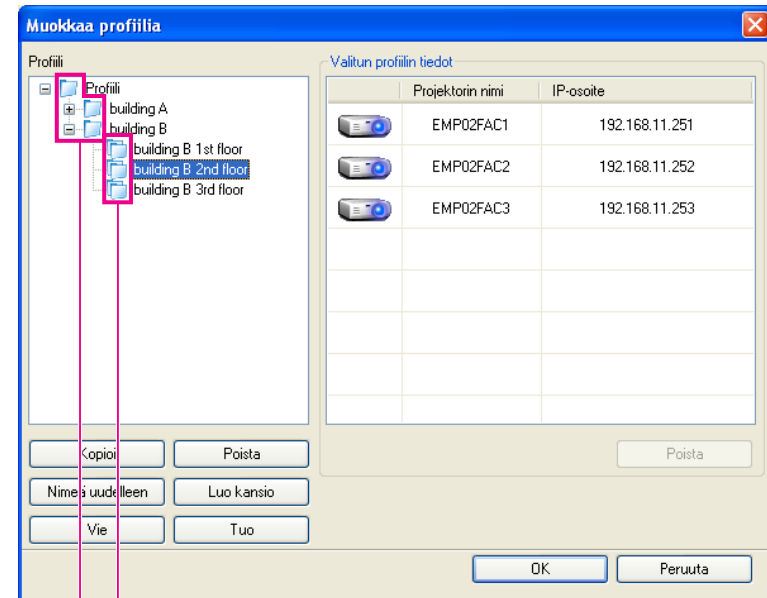 Muokkaa profiilia
Profiili
Profiili
building A
building B
building B 1st floor
building B 2nd floor
building B 3rd floor
Kopioi
Poista
Nimeä uudelleen
Luo kansio
Vie
Tuo
Valitun profiilin tiedot
Projektorin nimi IP-osoite
EMP02FAC1 192.168.11.251
EMP02FAC2 192.168.11.252
EMP02FAC3 192.168.11.253
Poista
OK
Peruuta